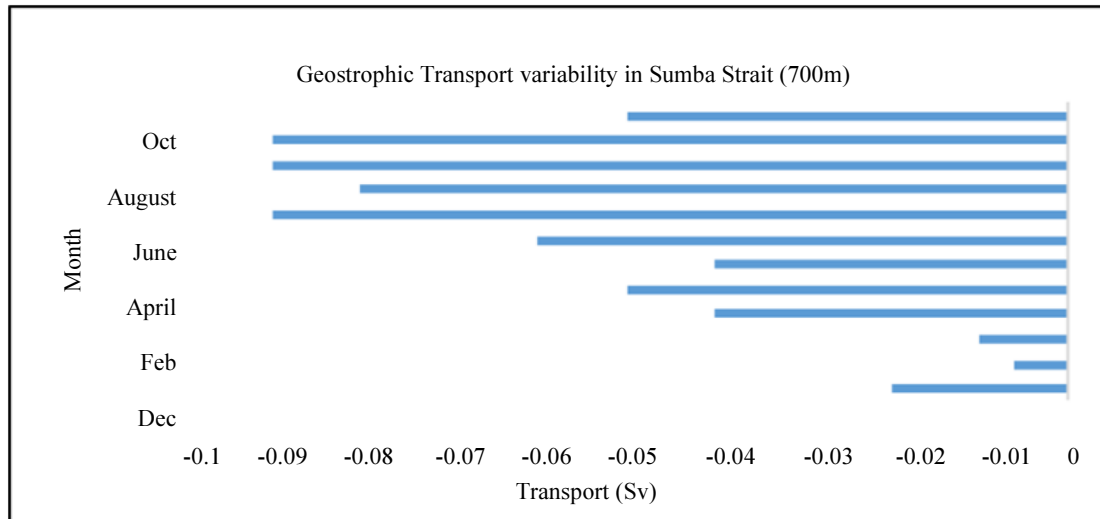 Geostrophic Transport variability in Sumba Strait (700m)
Oct
August
June
April
Feb
Dec
Month
-0.1 -0.09 -0.08 -0.07 -0.06 -0.05 -0.04 -0.03 -0.02 -0.01 0
Transport (Sv)